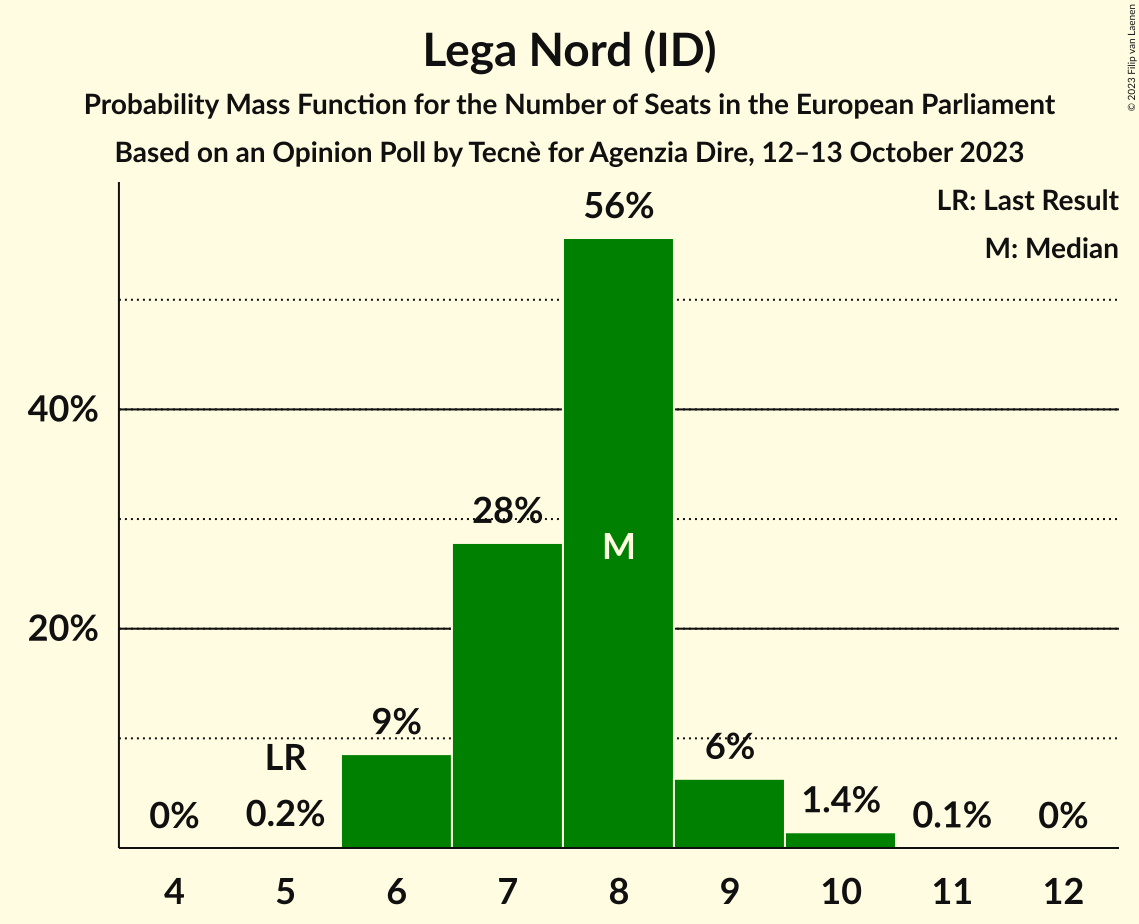 Lega Nord (ID)
Probability Mass Function for the Number of Seats in the European Parliament
Based on an Opinion Poll by Tecnè for Agenzia Dire, 12–13 October 2023
© 2023 Filip van Laenen
LR: Last Result
M: Median
56%
40%
28%
M
20%
9%
LR
6%
0%
0.2%
1.4%
0.1%
0%
4 5 6 7 8 9 10 11 12